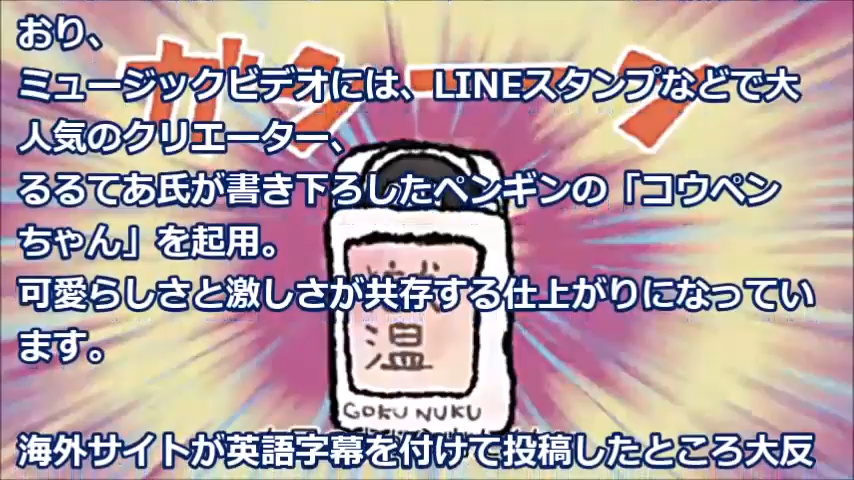 おり、
ガシーン
ミュージックビデオには、LINEスタンプなどで大
人気のクリエーター、
るるてあ氏が書き下ろしたペンギンの「コウペン
ちゃん」を起用。
可愛らしさと激しさが共存する仕上がりになってい
ます。
温
GOKU NUKU
海外サイトが英語字幕を付けて投稿したところ大反